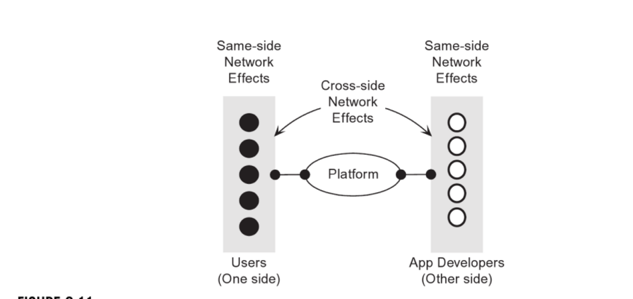 Same-side
Network
Effects
Same-side
Network
Effects
Cross-side
Network
Effects
Platform
Users
(One side)
App Developers
(Other side)